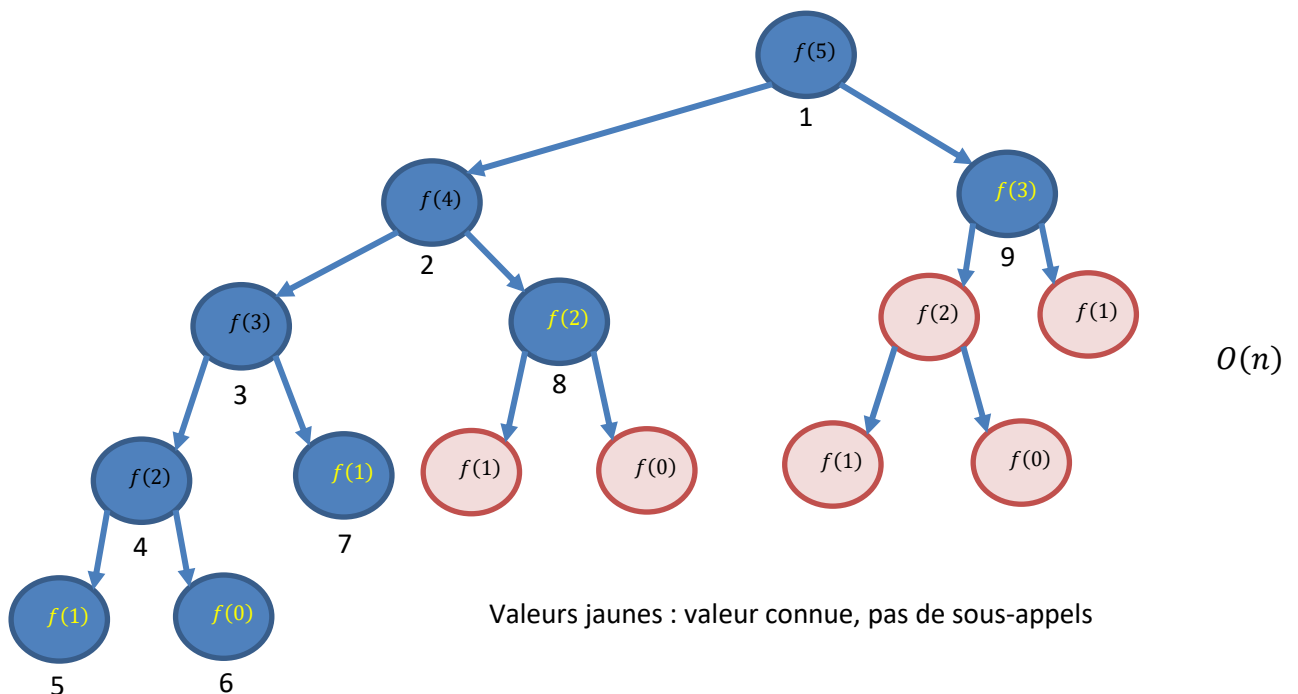 f(5)
1
f(4)
2
f(3)
9
f(3)
3
f(2)
8
f(2)
f(1)
O(n)
f(2)
4
f(1)
7
f(1)
f(0)
f(1)
f(0)
f(1)
5
f(0)
6
Valeurs jaunes : valeur connue, pas de sous-appels